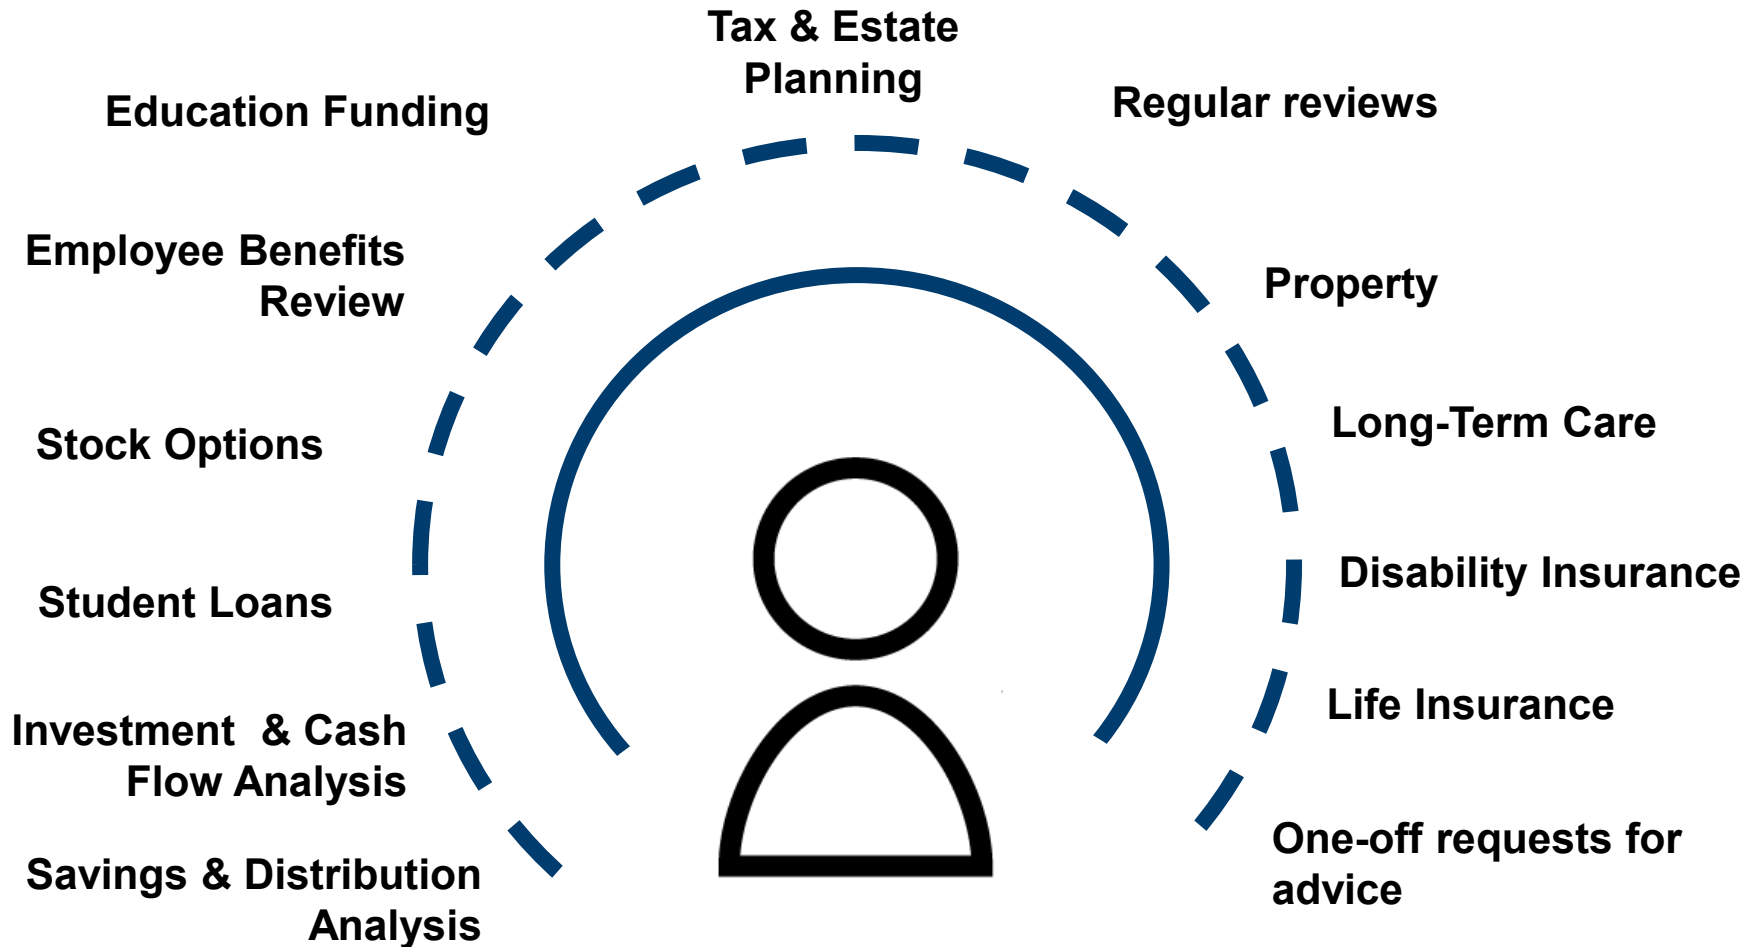 Tax & Estate
Planning
Education Funding
Regular reviews
Employee Benefits
Review
Property
Stock Options
Long-Term Care
Student Loans
Disability Insurance
Investment  & Cash
Flow Analysis
Life Insurance
Savings & Distribution
Analysis
One-off requests for
advice